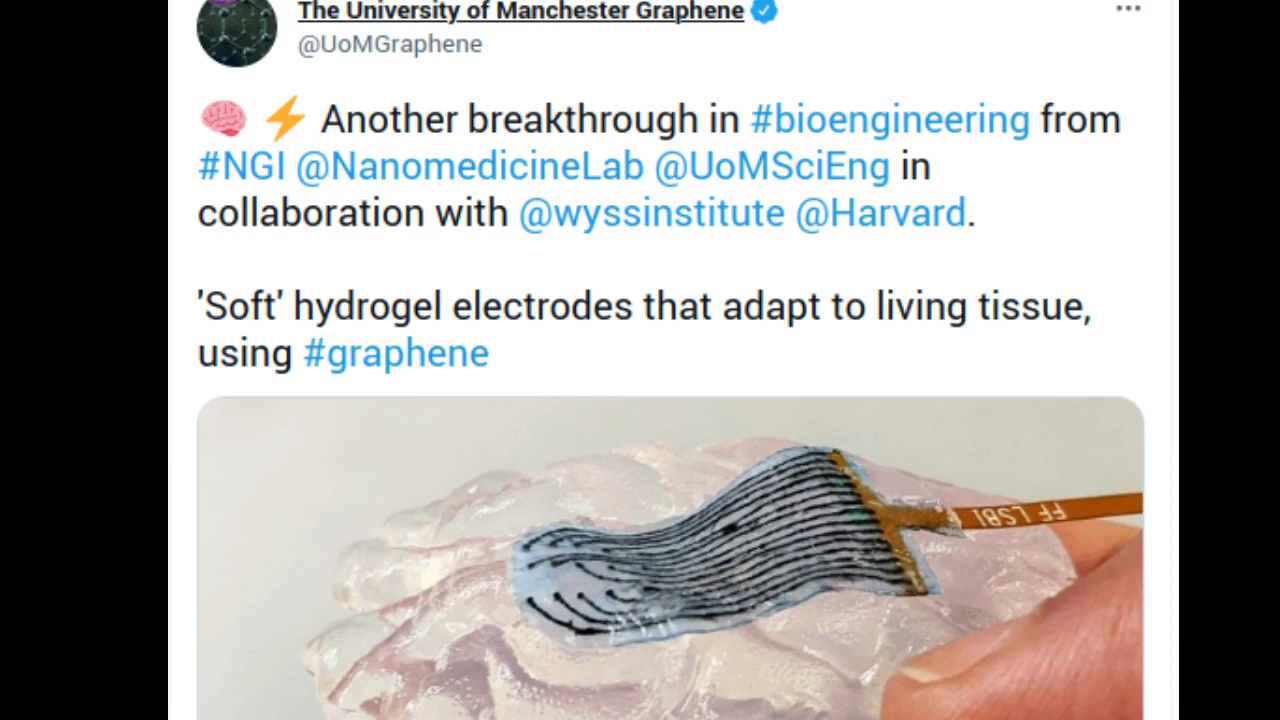 The University of Manchester Graphene
@UoMGraphene
🧠 ⚡ Another breakthrough in #bioengineering from
#NGI @NanomedicineLab @UoMSciEng in
collaboration with @wyssinstitute @Harvard.
'Soft' hydrogel electrodes that adapt to living tissue,
using #graphene
FF LSBI